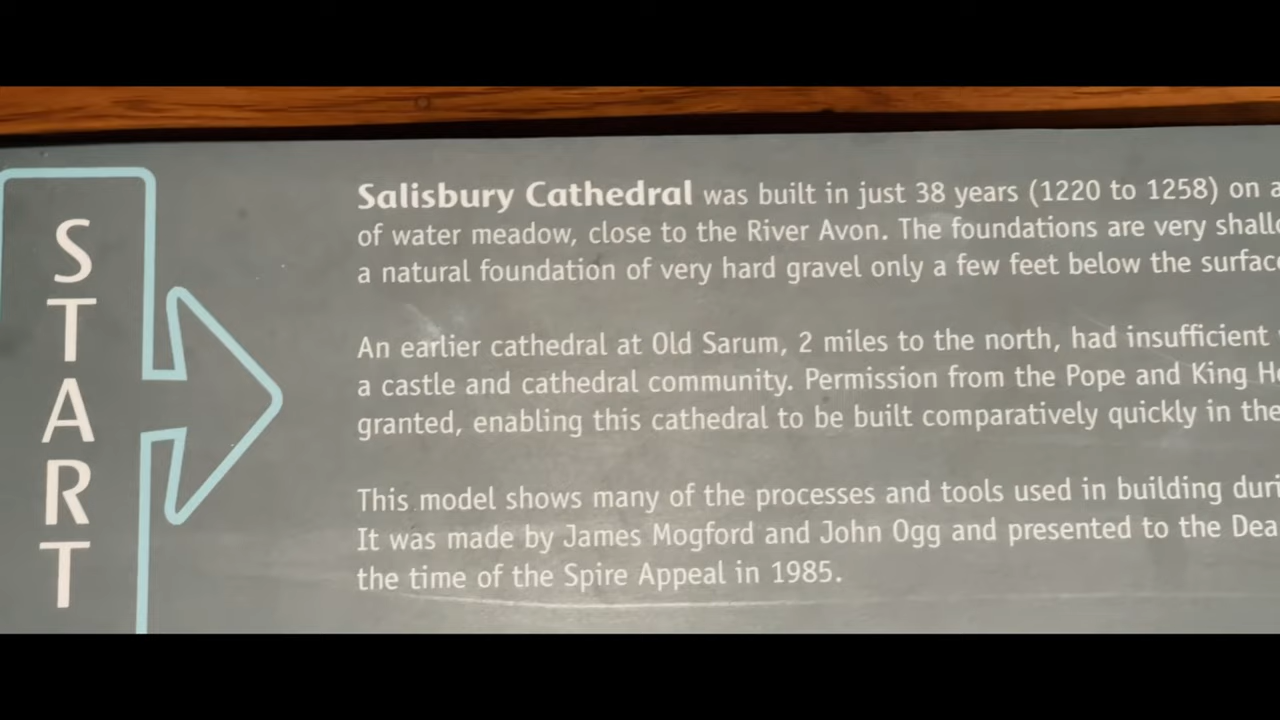 START
Salisbury Cathedral was built in just 38 years (1220 to 1258) on a
of water meadow, close to the River Avon. The foundations are very
a natural foundation of very hard gravel only a few feet below the
An earlier cathedral at Old Sarum, 2 miles to the north, had insufficient
a castle and cathedral community. Permission from the Pope and King
granted, enabling this cathedral to be built comparatively quickly in the
This model shows many of the processes and tools used in building
It was made by James Mogford and John Ogg and presented to the
the time of the Spire Appeal in 1985.